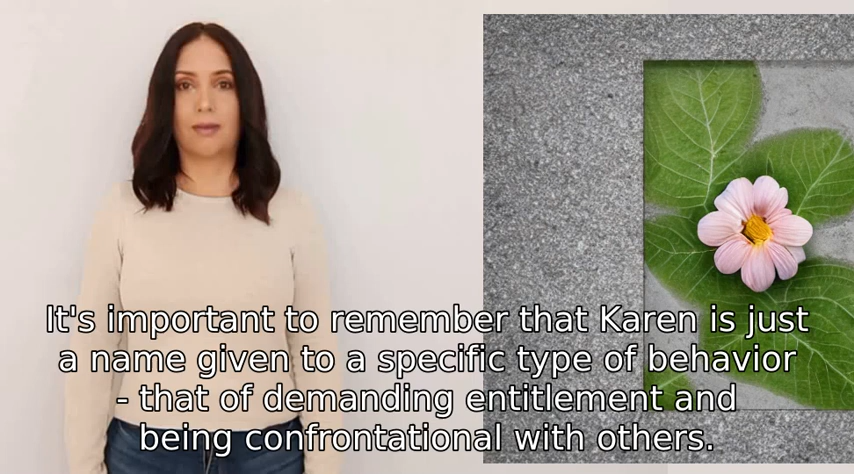 It's important to remember that Karen is just
a name given to a specific type of behavior
- that of demanding entitlement and
being confrontational with others.